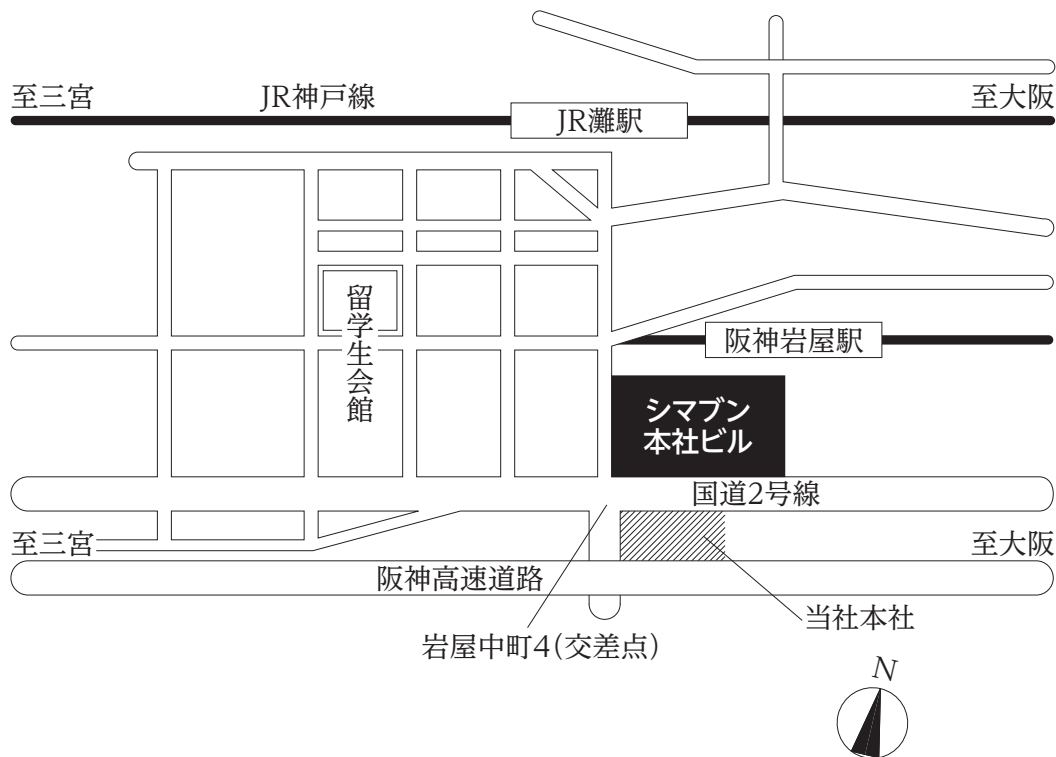 至三宮
JR神戸線
至大阪
JR灘駅
留学生会館
阪神岩屋駅
シマブン
本社ビル
国道2号線
至三宮
至大阪
阪神高速道路
当社本社
岩屋中町4(交差点)
N